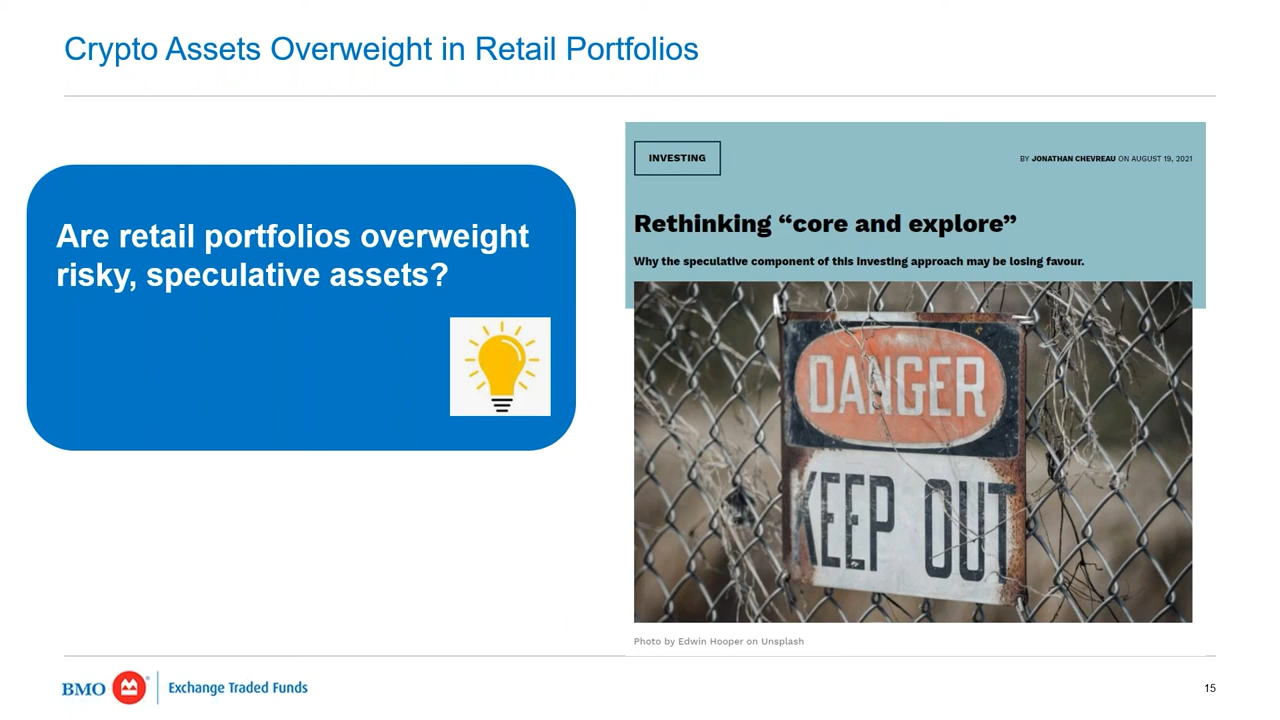 Crypto Assets Overweight in Retail Portfolios
Are retail portfolios overweight
risky, speculative assets?
INVESTING
BY JONATHAN CHEVREAU ON AUGUST 19, 2021
Rethinking “core and explore”
Why the speculative component of this investing approach may be losing favour.
DANGER
KEEP OUT
Photo by Edwin Hooper on Unsplash
BMO Exchange Traded Funds
15